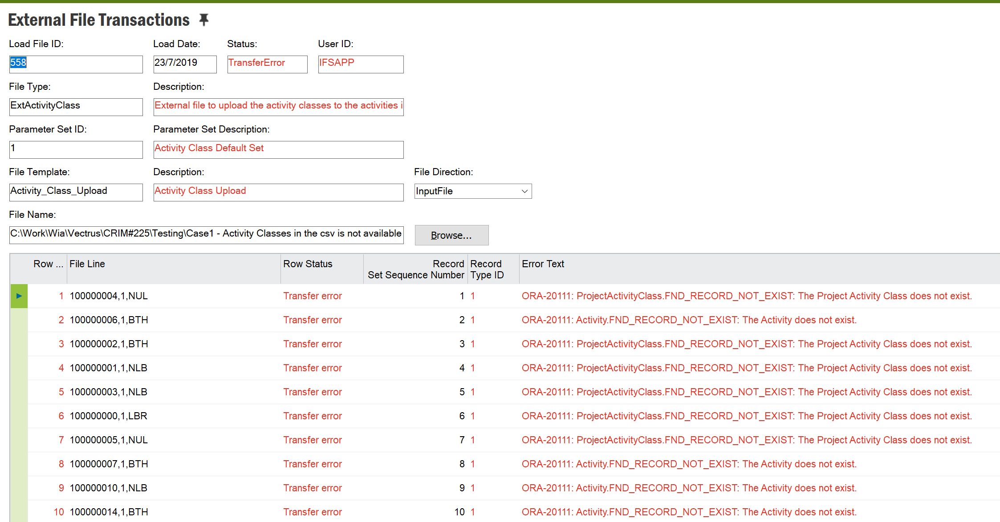 External File Transactions
Load File ID: Load Date: Status: User ID:
558 23/7/2019 TransferError IFSAPP
File Type: Description:
ExtActivityClass External file to upload the activity classes to the activities i
Parameter Set ID: Parameter Set Description:
1 Activity Class Default Set
File Template: Description: File Direction:
Activity_Class_Upload Activity Class Upload InputFile
File Name:
C:\Work\Wia\Vectrus\CRIM#225\Testing\Case1 - Activity Classes in the csv is not available Browse...
Row ... File Line Row Status Record Record Error Text
Set Sequence Number Type ID
1 100000004,1,NUL Transfer error 1 1 ORA-20111: ProjectActivityClass.FND_RECORD_NOT_EXIST: The Project Activity Class does not exist.
2 100000006,1,BTH Transfer error 2 1 ORA-20111: Activity.FND_RECORD_NOT_EXIST: The Activity does not exist.
3 100000002,1,BTH Transfer error 3 1 ORA-20111: ProjectActivityClass.FND_RECORD_NOT_EXIST: The Project Activity Class does not exist.
4 100000001,1,NLB Transfer error 4 1 ORA-20111: ProjectActivityClass.FND_RECORD_NOT_EXIST: The Project Activity Class does not exist.
5 100000003,1,NLB Transfer error 5 1 ORA-20111: ProjectActivityClass.FND_RECORD_NOT_EXIST: The Project Activity Class does not exist.
6 100000000,1,LBR Transfer error 6 1 ORA-20111: ProjectActivityClass.FND_RECORD_NOT_EXIST: The Project Activity Class does not exist.
7 100000005,1,NUL Transfer error 7 1 ORA-20111: ProjectActivityClass.FND_RECORD_NOT_EXIST: The Project Activity Class does not exist.
8 100000007,1,BTH Transfer error 8 1 ORA-20111: Activity.FND_RECORD_NOT_EXIST: The Activity does not exist.
9 100000010,1,NLB Transfer error 9 1 ORA-20111: Activity.FND_RECORD_NOT_EXIST: The Activity does not exist.
10 100000014,1,BTH Transfer error 10 1 ORA-20111: Activity.FND_RECORD_NOT_EXIST: The Activity does not exist.